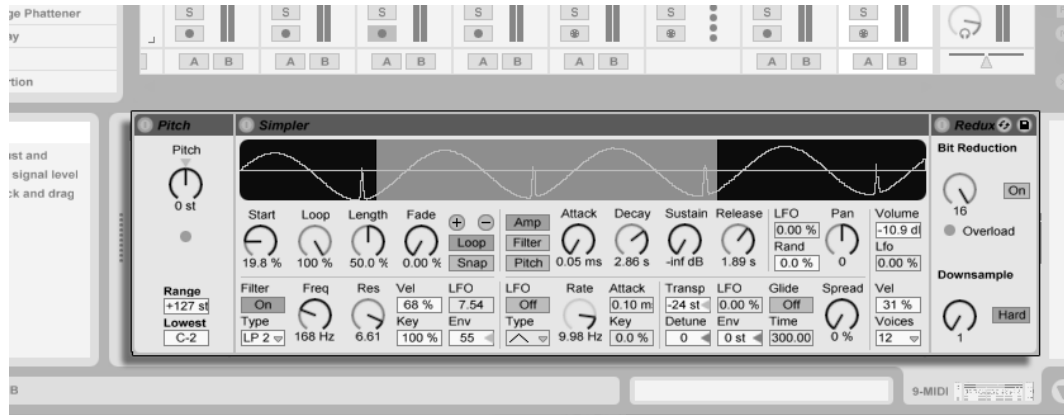 ge Phattener
S S S S S S S S
ay
A B A B A B A B A B A B A B
rtion
Pitch Simpler Redux
ust and
signal level
ck and drag
Pitch
0 st
Range
+127 st
Lowest
C-2
Start Loop Length Fade
19.8 % 100 % 50.0 % 0.00 %
Loop
Snap
Amp
Filter
Pitch
Attack Decay Sustain Release
0.05 ms 2.86 s -inf dB 1.89 s
LFO
0.00 %
Rand
0.0 %
Pan
0
Volume
-10.9 dl
Lfo
0.00 %
Filter
On
Type
LP 2
Freq Res
168 Hz 6.61
Vel LFO
68 % 7.54
Key Env
100 % 55
LFO
Off
Type
Rate
9.98 Hz
Attack
0.10 m
Key
0.0 %
Transp LFO
-24 st 0.00 %
Detune Env
0 0 st
Glide
Off
Time
300.00
Spread
0 %
Vel
31 %
Voices
12
Bit Reduction
16
On
Overload
Downsample
1
Hard
B
9-MIDI